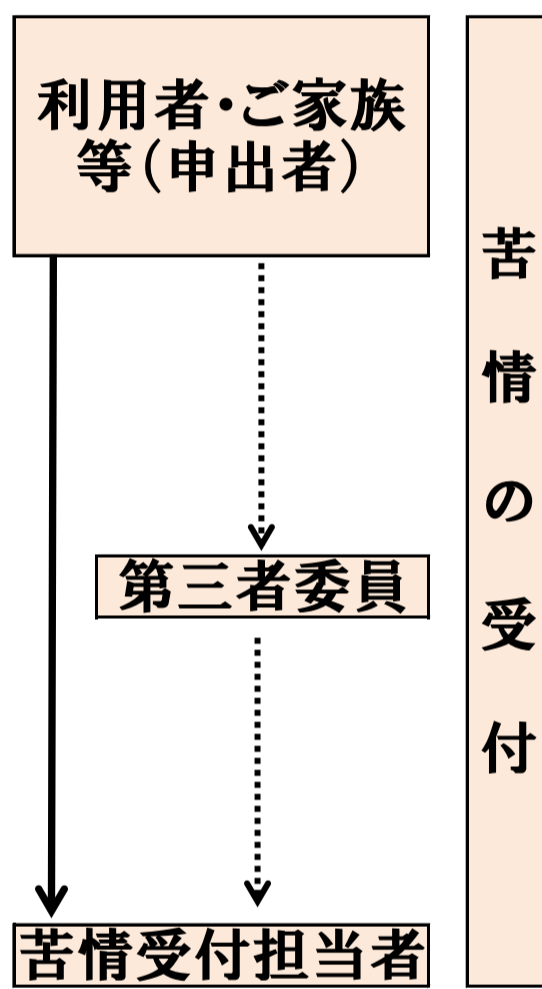 利用者・ご家族
等（申出者）
第三者委員
苦情受付担当者
苦情の受付